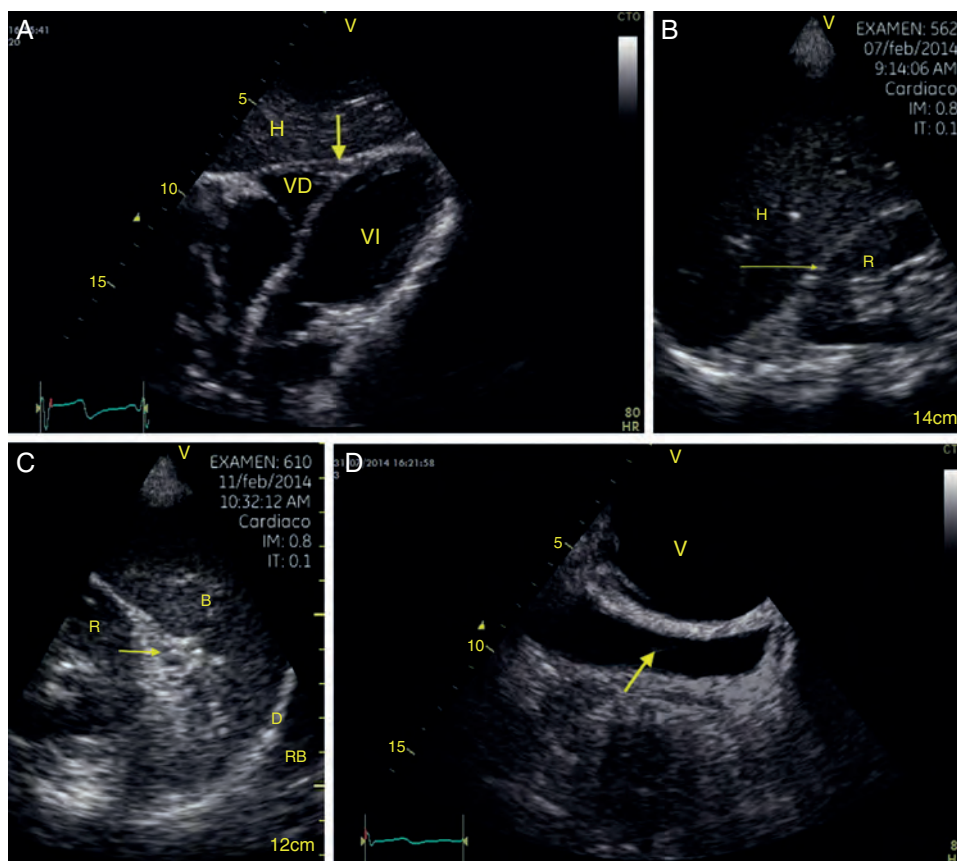 A
V
CTO
5
H
VD
10
VI
15
80
HR
B
V
EXAMEN: 562
07/feb/2014
9:14:06 AM
Cardiaco
IM: 0.8
IT: 0.1
H
R
14cm
C
V
EXAMEN: 610
11/feb/2014
10:32:12 AM
Cardiaco
IM: 0.8
IT: 0.1
B
R
D
RB
12cm
D
2014 16:21:58
V
5
V
10
15